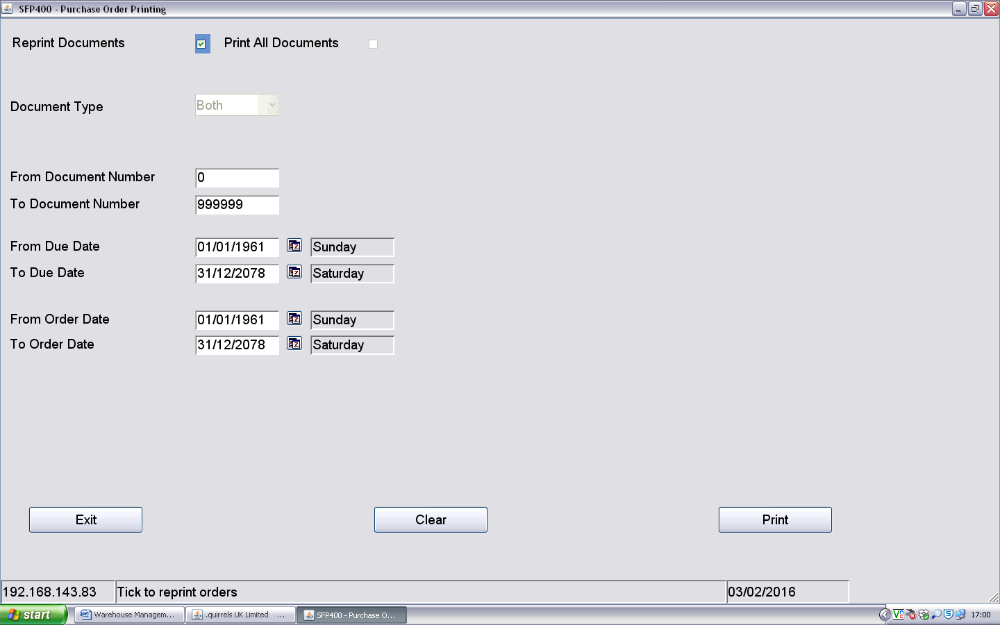 SFP400 - Purchase Order Printing
Reprint Documents Print All Documents
Document Type Both
From Document Number 0
To Document Number 999999
From Due Date 01/01/1961 Sunday
To Due Date 31/12/2078 Saturday
From Order Date 01/01/1961 Sunday
To Order Date 31/12/2078 Saturday
Exit Clear Print
192.168.143.83 Tick to reprint orders 03/02/2016
start Warehouse Managem... .quirrels UK Limited ... SFP400 - Purchase O... 17:00